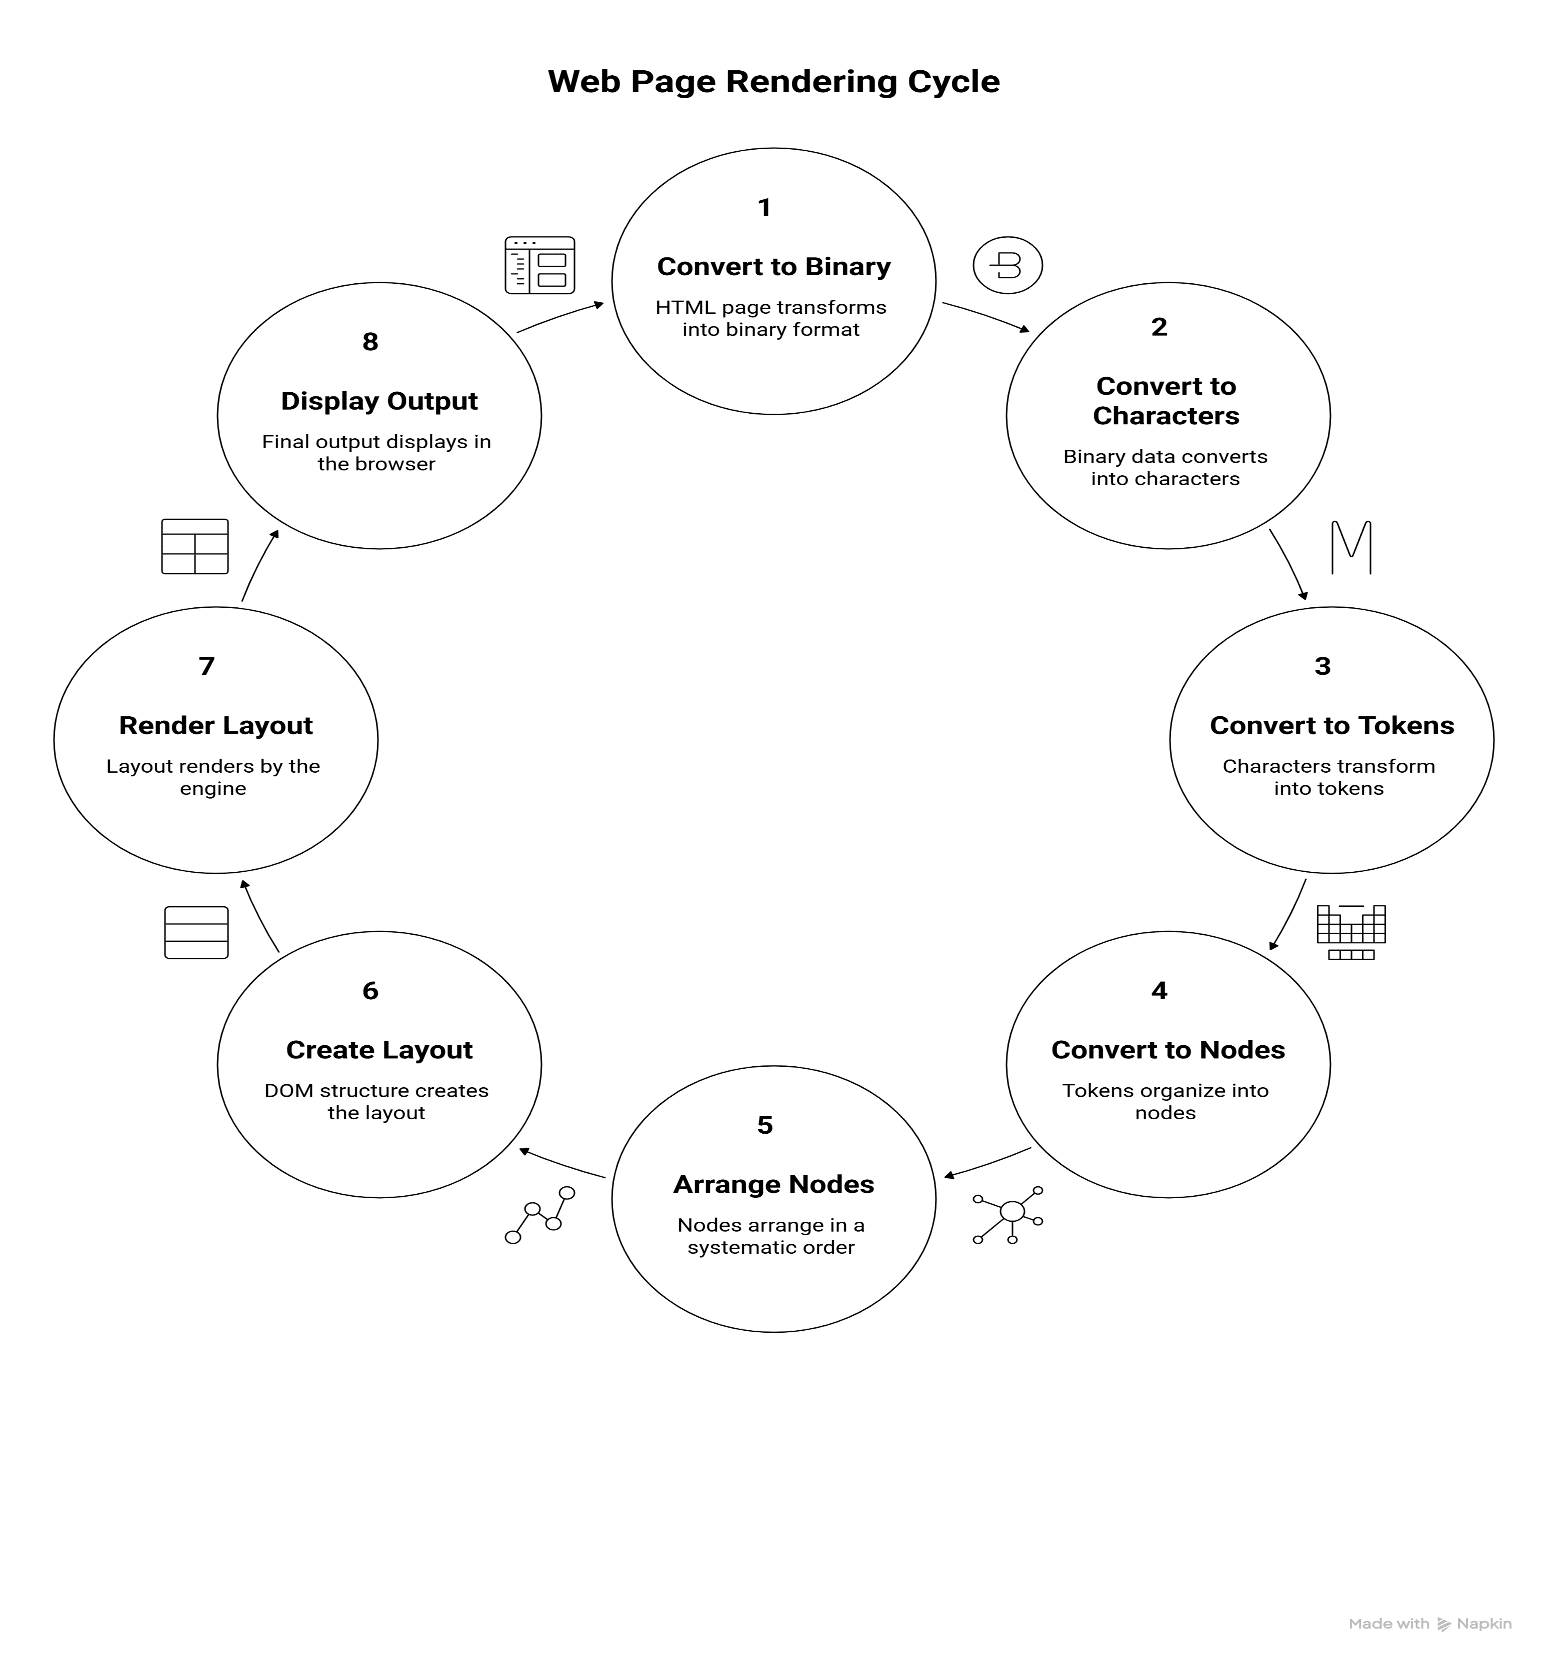 Web Page Rendering Cycle
1
Convert to Binary
HTML page transforms
into binary format
2
Convert to
Characters
Binary data converts
into characters
3
Convert to Tokens
Characters transform
into tokens
4
Convert to Nodes
Tokens organize into
nodes
5
Arrange Nodes
Nodes arrange in a
systematic order
6
Create Layout
DOM structure creates
the layout
7
Render Layout
Layout renders by the
engine
8
Display Output
Final output displays in
the browser
B
M
Made with Napkin